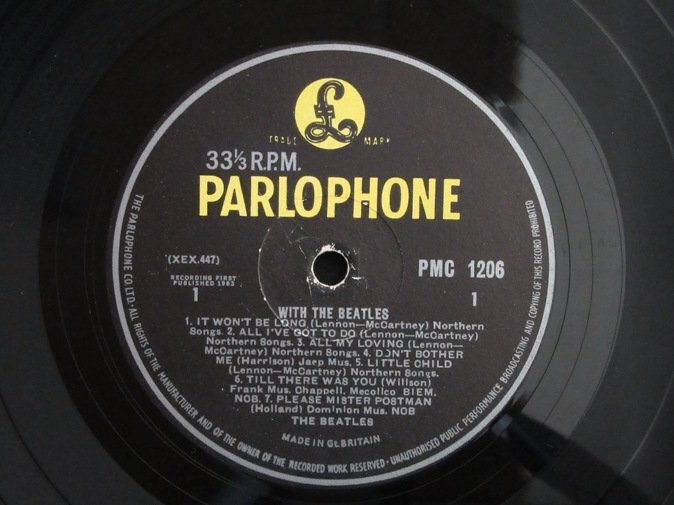 TRADE MARK
33⅓ R.P.M.
PARLOPHONE
(XEX.447)
PMC 1206
RECORDING FIRST
PUBLISHED 1963
1
1
WITH THE BEATLES
1. IT WON'T BE LONG (Lennon—McCartney) Northern
Songs. 2. ALL I'VE GOT TO DO (Lennon—McCartney)
Northern Songs. 3. ALL MY LOVING (Lennon—
McCartney) Northern Songs. 4. DON'T BOTHER
ME (Harrison) Jaep Mus. 5. LITTLE CHILD
(Lennon—McCartney) Northern Songs.
6. TILL THERE WAS YOU (Willson)
Frank Mus. Chappell. Mecolico BIEM.
NOB. 7. PLEASE MISTER POSTMAN
(Holland) Dominion Mus. NOB
THE BEATLES
MADE IN GT. BRITAIN
THE PARLOPHONE CO. LTD. ALL RIGHTS OF THE MANUFACTURER AND OF THE OWNER OF THE RECORDED WORK RESERVED · UNAUTHORISED PUBLIC PERFORMANCE BROADCASTING AND COPYING OF THIS RECORD PROHIBITED